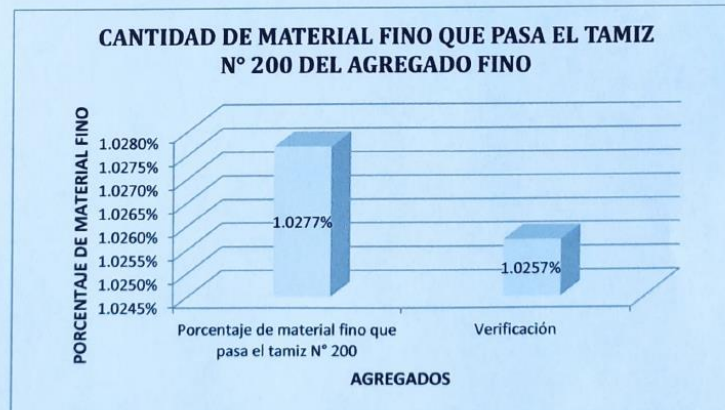 CANTIDAD DE MATERIAL FINO QUE PASA EL TAMIZ
N° 200 DEL AGREGADO FINO
PORCENTAJE DE MATERIAL FINO
1.0280%
1.0275%
1.0270%
1.0265%
1.0260%
1.0255%
1.0250%
1.0245%
1.0277%
1.0257%
Porcentaje de material fino que
pasa el tamiz N° 200
Verificación
AGREGADOS